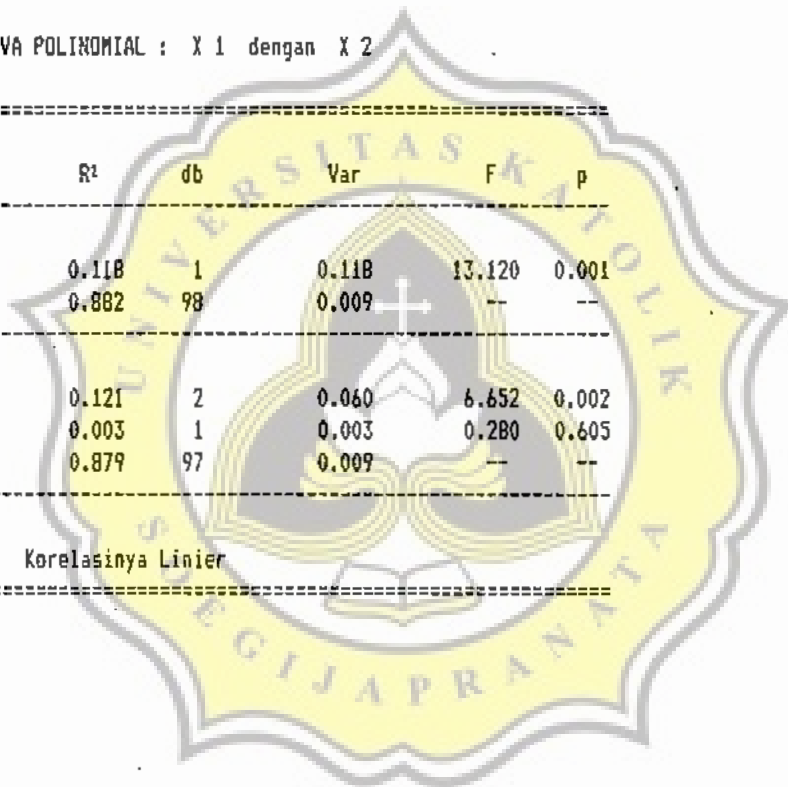 VA POLINOMIAL : X 1 dengan X 2
R² db Var F p
0.118 1 0.118 13.120 0.001
0.882 98 0.009 -- --
0.121 2 0.060 6.652 0.002
0.003 1 0.003 0.280 0.605
0.879 97 0.009 -- --
Korelasinya Linier
UNIVERSITAS KATOLIK
SOEGIJAPRANATA